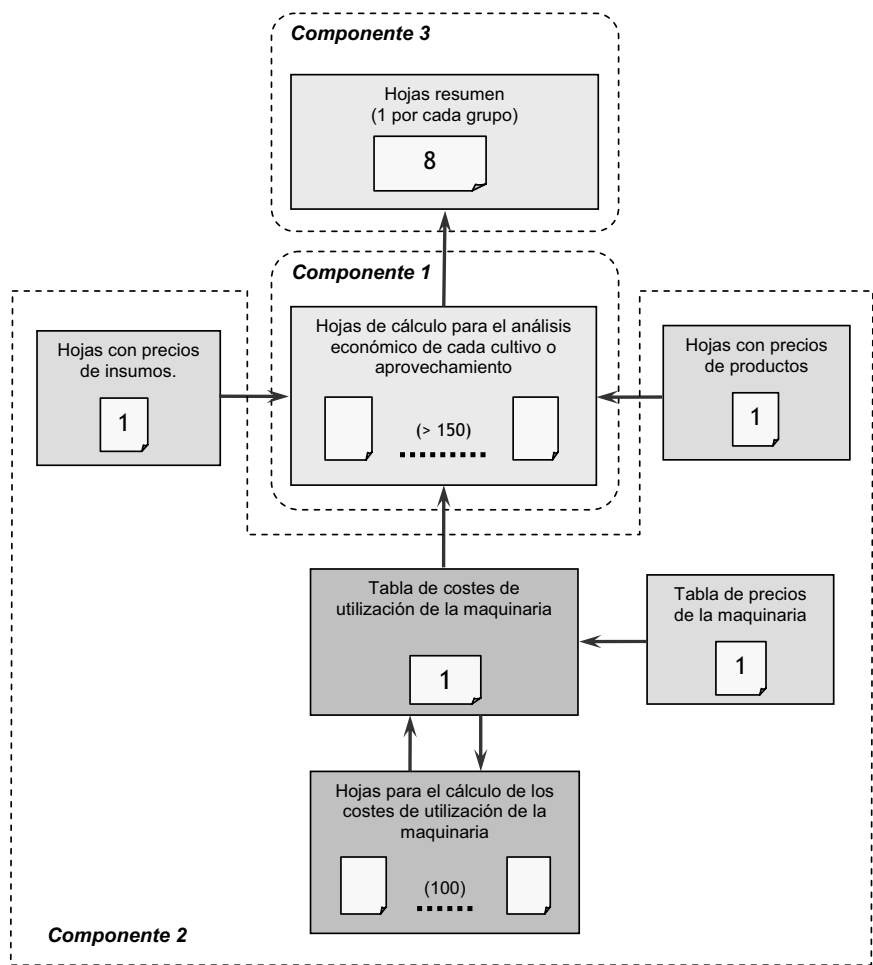 Componente 3
Hojas resumen
(1 por cada grupo)
8
Componente 1
Hojas de cálculo para el análisis
económico de cada cultivo o
aprovechamiento
(> 150)
Hojas con precios
de insumos.
1
Hojas con precios
de productos
1
Tabla de costes de
utilización de la maquinaria
1
Tabla de precios
de la maquinaria
1
Hojas para el cálculo de los
costes de utilización de la
maquinaria
(100)
Componente 2